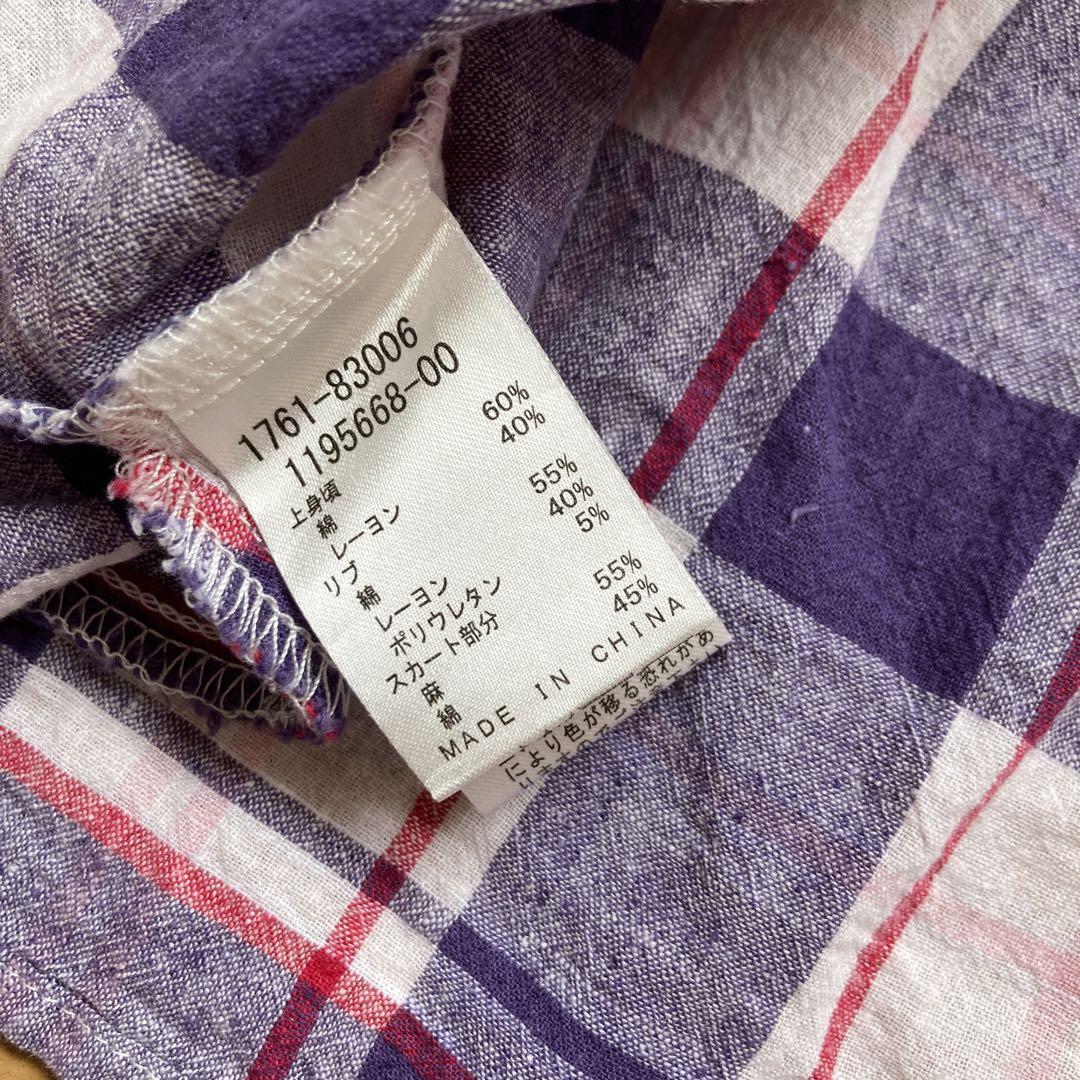 1761-83006
1195668-00
上身頃
綿 60%
レーヨン 40%
リブ
綿 55%
レーヨン 40%
ポリウレタン 5%
スカート部分
麻 55%
綿 45%
MADE IN CHINA
により色が移る恐れがあ